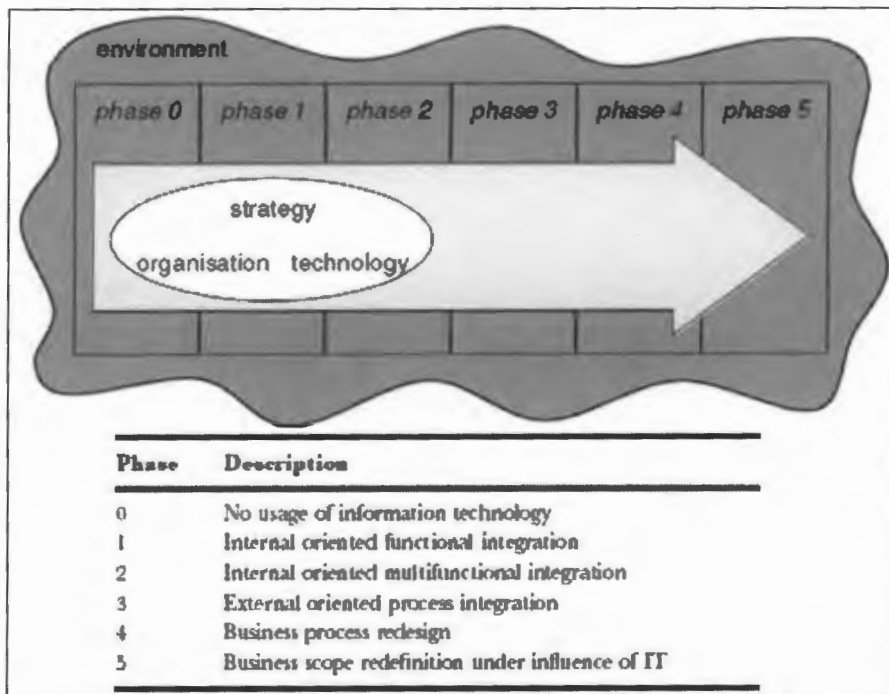 environment
phase 0 phase 1 phase 2 phase 3 phase 4 phase 5
strategy
organisation technology
Phase Description
0 No usage of information technology
1 Internal oriented functional integration
2 Internal oriented multifunctional integration
3 External oriented process integration
4 Business process redesign
5 Business scope redefinition under influence of IT